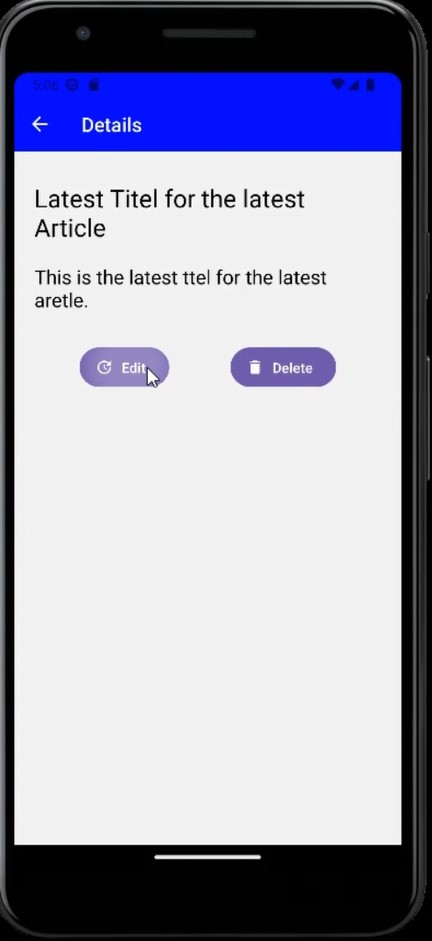 5:06
Details
Latest Titel for the latest
Article
This is the latest ttel for the latest
aretle.
Edit
Delete